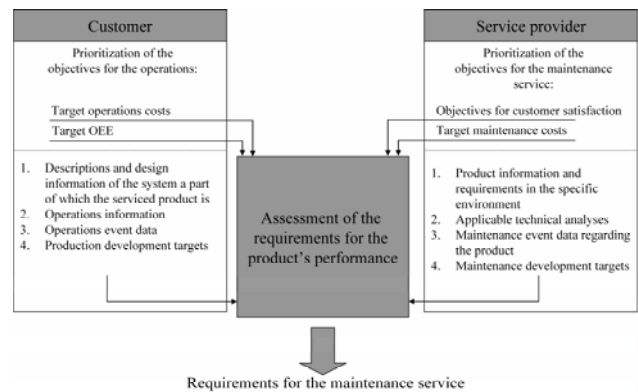 Customer
Prioritization of the
objectives for the operations:
Target operations costs
Target OEE
1. Descriptions and design
information of the system a part
of which the serviced product is
2. Operations information
3. Operations event data
4. Production development targets
Assessment of the
requirements for the
product's performance
Service provider
Prioritization of the
objectives for the maintenance
service:
Objectives for customer satisfaction
Target maintenance costs
1. Product information and
requirements in the specific
environment
2. Applicable technical analyses
3. Maintenance event data regarding
the product
4. Maintenance development targets
Requirements for the maintenance service